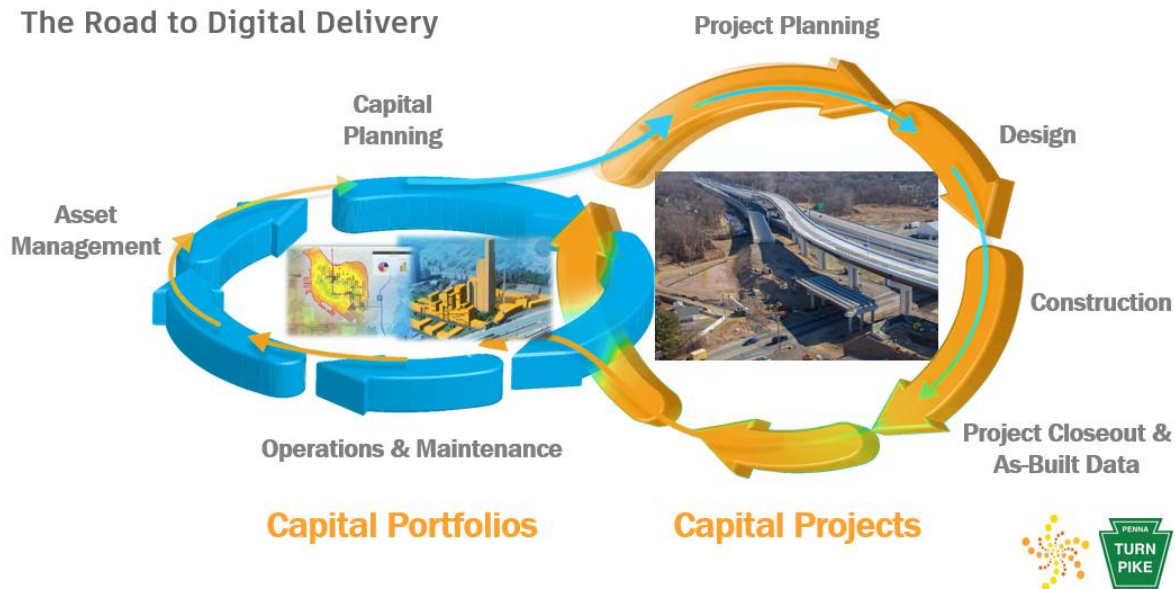 The Road to Digital Delivery
Project Planning
Capital
Planning
Design
Asset
Management
Construction
Operations & Maintenance
Project Closeout &
As-Built Data
Capital Portfolios
Capital Projects
PENNA
TURN
PIKE